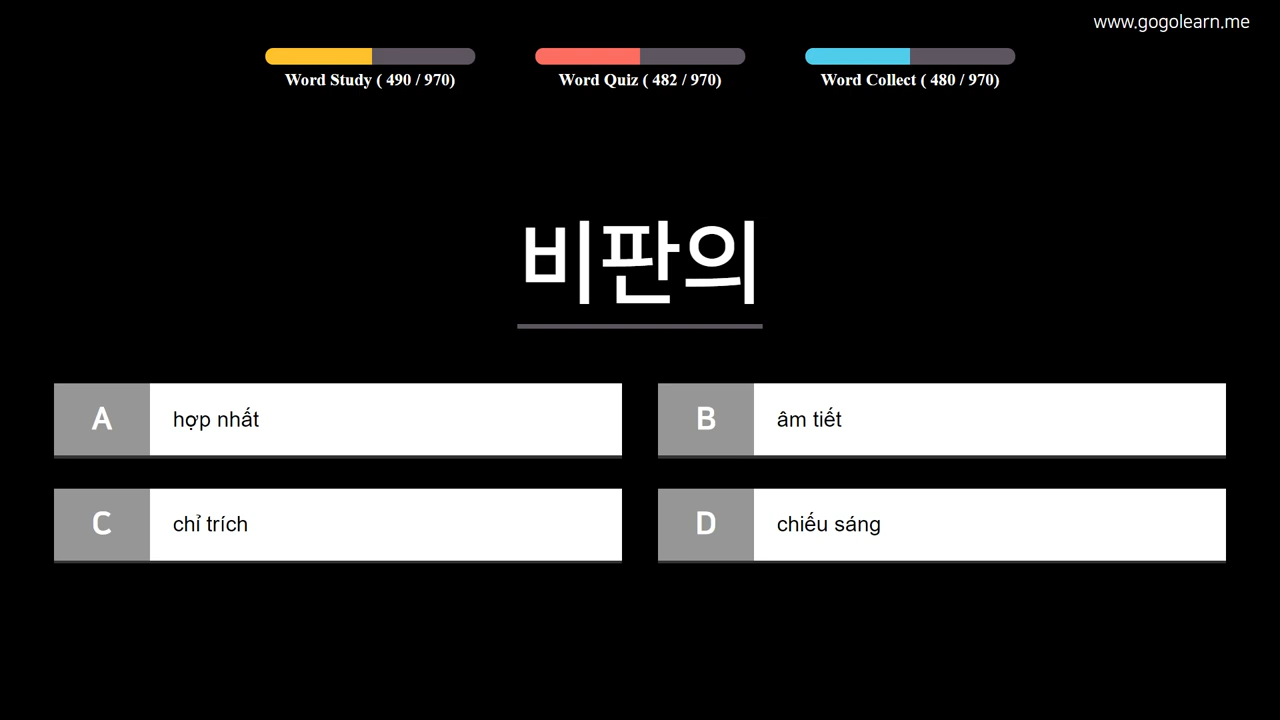 www.gogolearn.me
Word Study ( 490 / 970)
Word Quiz ( 482 / 970)
Word Collect ( 480 / 970)
비판의
A hợp nhất
B âm tiết
C chỉ trích
D chiếu sáng